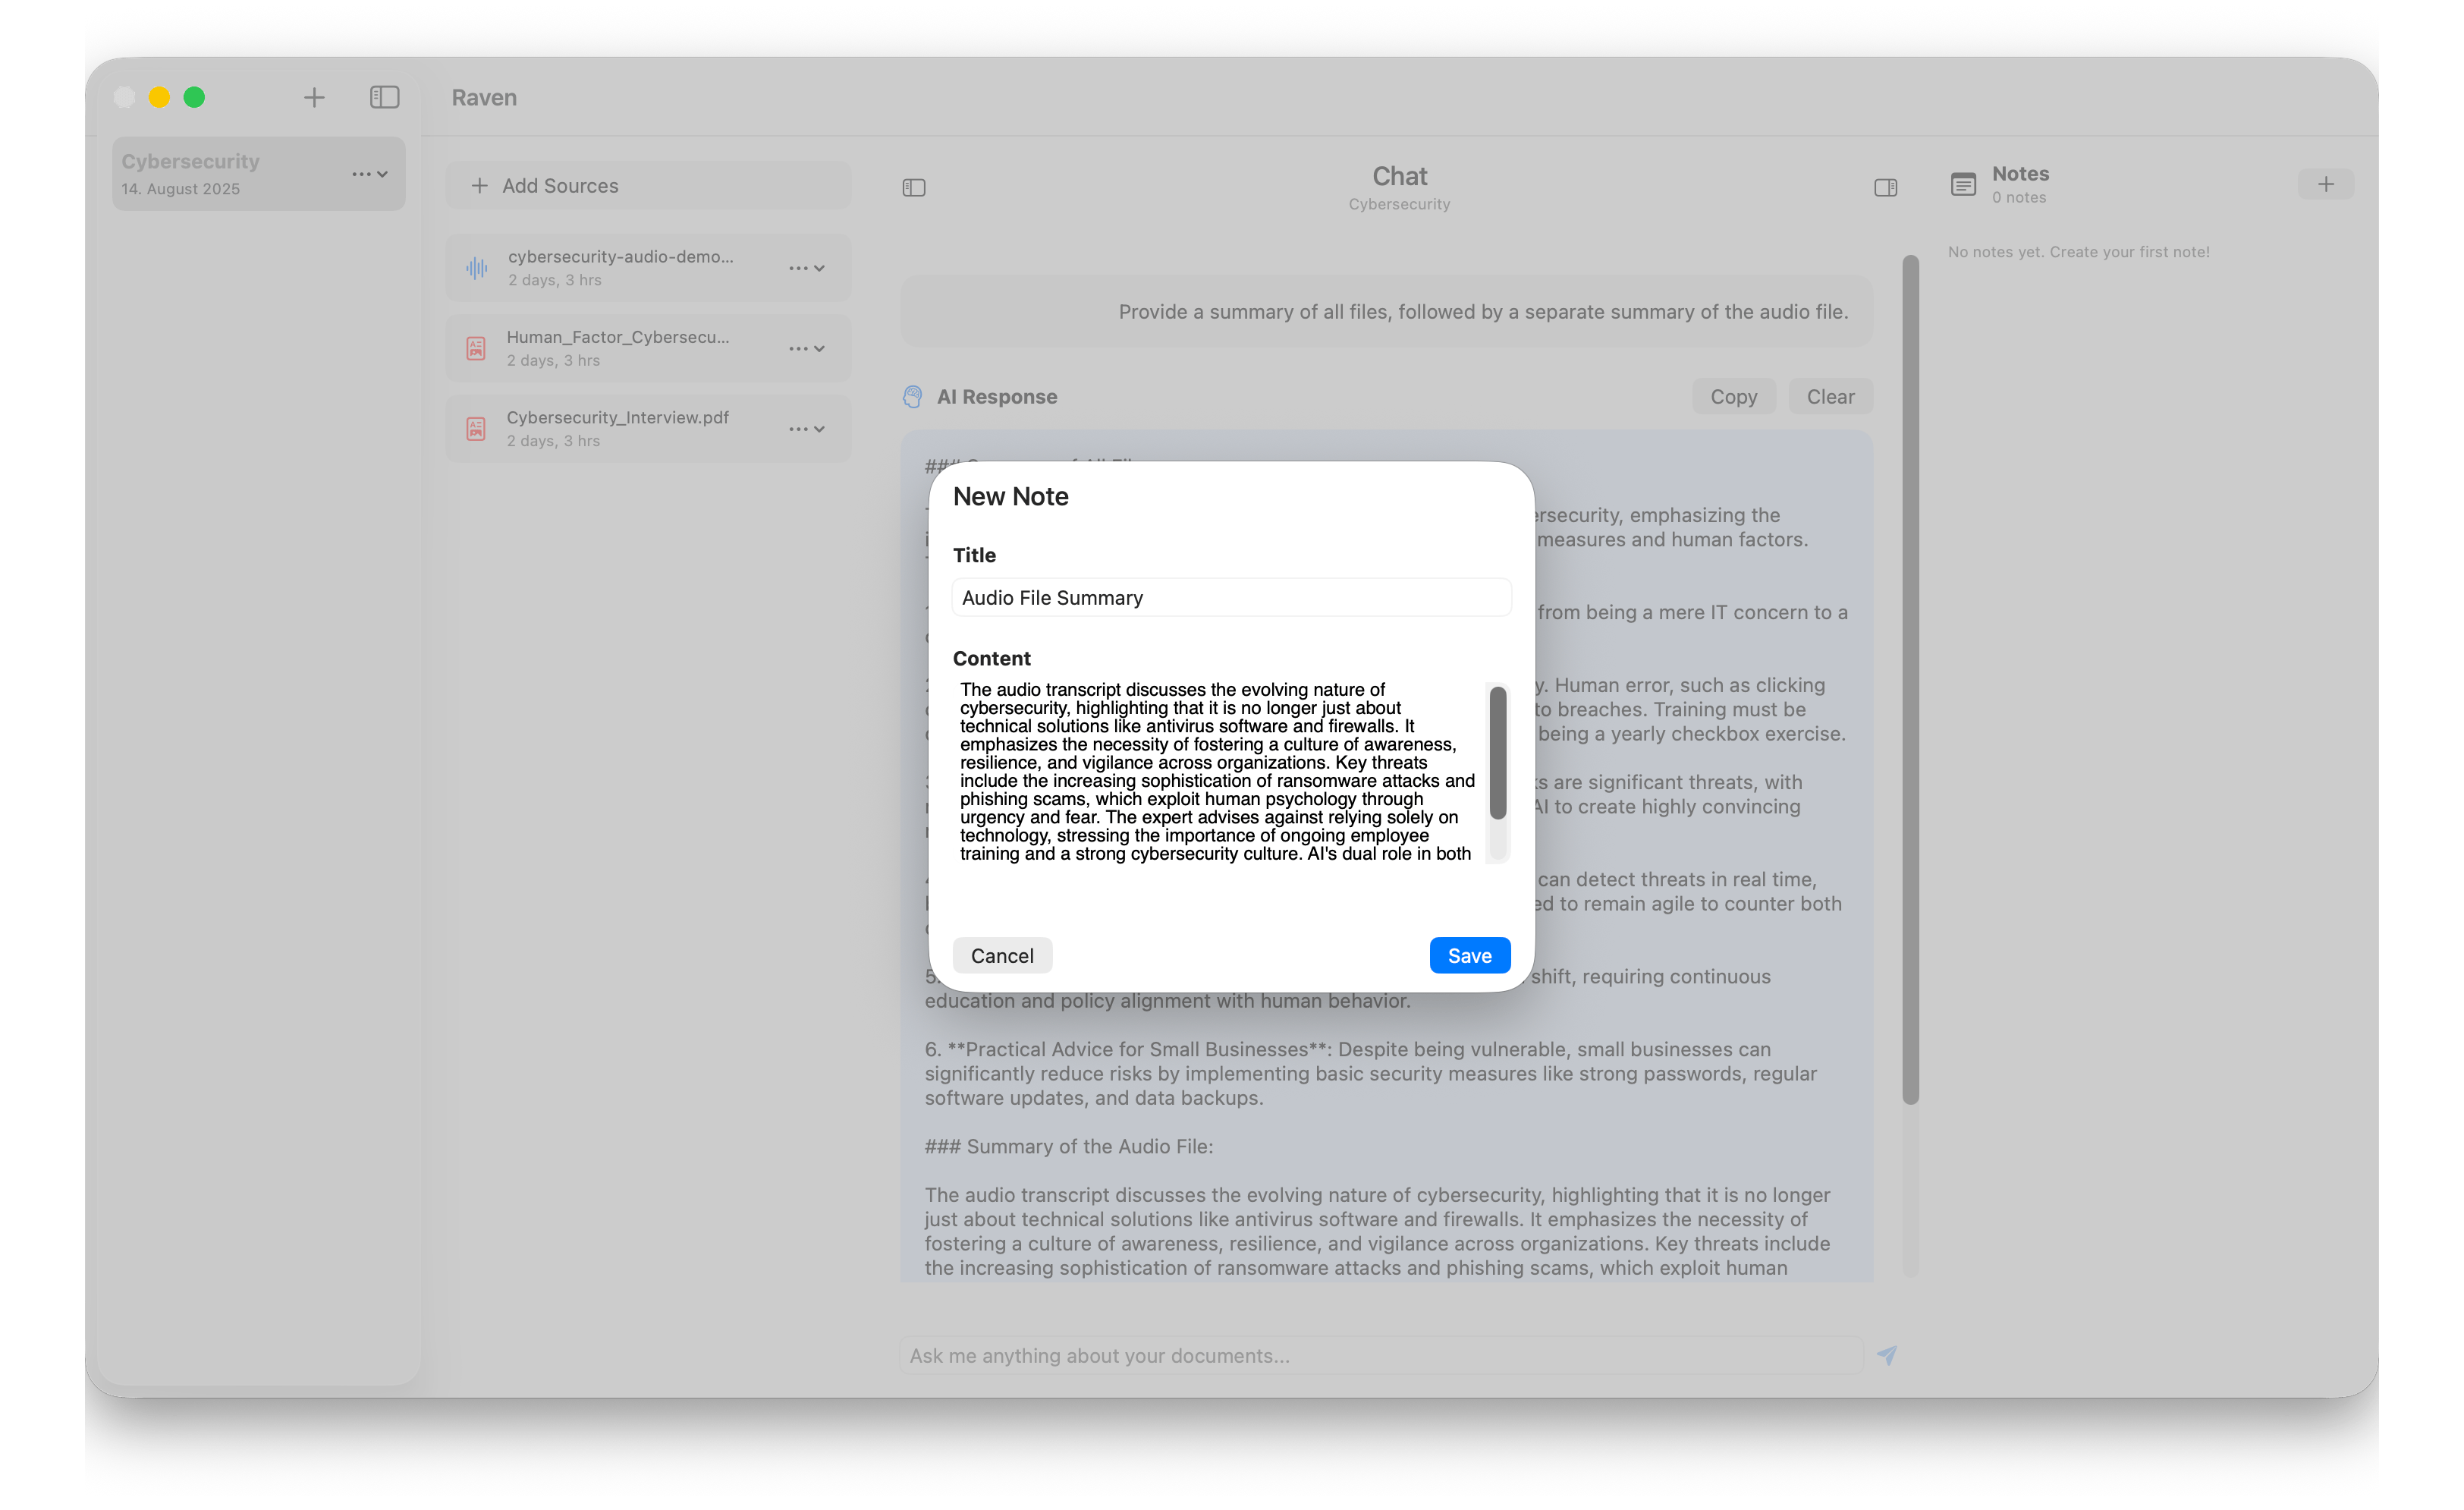 Raven
Cybersecurity
14. August 2025
Add Sources
cybersecurity-audio-demo...
2 days, 3 hrs
Human_Factor_Cybersecu...
2 days, 3 hrs
Cybersecurity_Interview.pdf
2 days, 3 hrs
Chat
Cybersecurity
Provide a summary of all files, followed by a separate summary of the audio file.
AI Response
Copy
Clear
###
ersecurity, emphasizing the
measures and human factors.
from being a mere IT concern to a
y. Human error, such as clicking
to breaches. Training must be
being a yearly checkbox exercise.
ks are significant threats, with
AI to create highly convincing
can detect threats in real time,
ed to remain agile to counter both
5.
shift, requiring continuous
education and policy alignment with human behavior.
6. **Practical Advice for Small Businesses**: Despite being vulnerable, small businesses can
significantly reduce risks by implementing basic security measures like strong passwords, regular
software updates, and data backups.
### Summary of the Audio File:
The audio transcript discusses the evolving nature of cybersecurity, highlighting that it is no longer
just about technical solutions like antivirus software and firewalls. It emphasizes the necessity of
fostering a culture of awareness, resilience, and vigilance across organizations. Key threats include
the increasing sophistication of ransomware attacks and phishing scams, which exploit human
Ask me anything about your documents...
New Note
Title
Audio File Summary
Content
The audio transcript discusses the evolving nature of
cybersecurity, highlighting that it is no longer just about
technical solutions like antivirus software and firewalls. It
emphasizes the necessity of fostering a culture of awareness,
resilience, and vigilance across organizations. Key threats
include the increasing sophistication of ransomware attacks and
phishing scams, which exploit human psychology through
urgency and fear. The expert advises against relying solely on
technology, stressing the importance of ongoing employee
training and a strong cybersecurity culture. AI's dual role in both
Cancel
Save
Notes
0 notes
No notes yet. Create your first note!